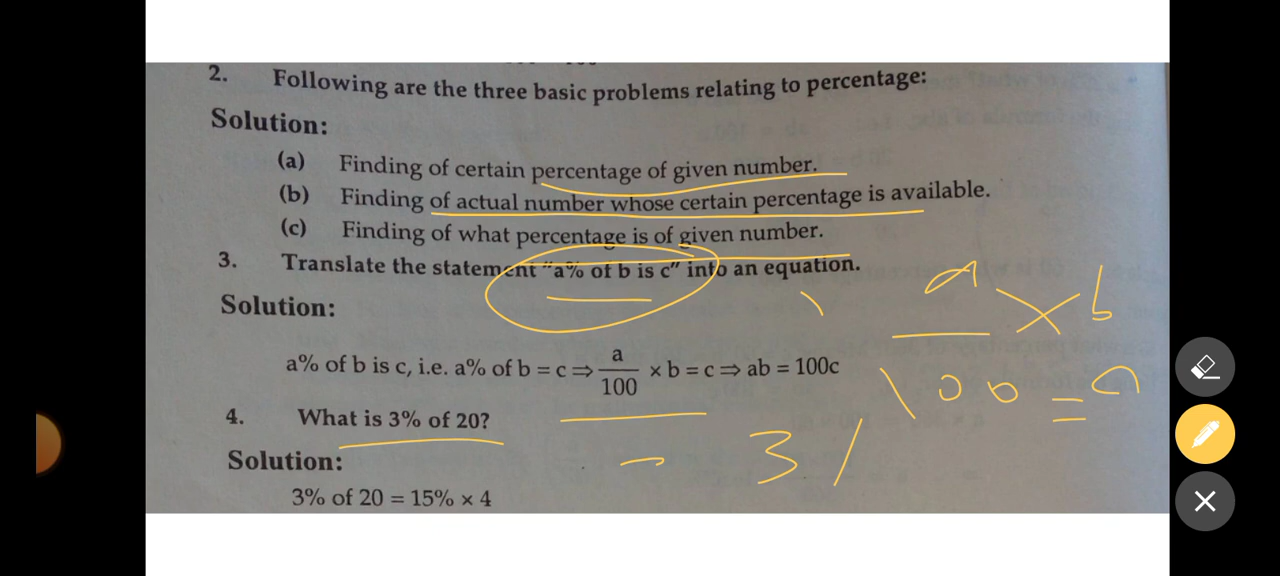 2. Following are the three basic problems relating to percentage:
Solution:
(a) Finding of certain percentage of given number.
(b) Finding of actual number whose certain percentage is available.
(c) Finding of what percentage is of given number.
3. Translate the statement "a% of b is c" into an equation.
Solution:
a × b
a% of b is c, i.e. a% of b = c ⇒ a/100 × b = c ⇒ ab = 100c
100 =
4. What is 3% of 20?
= 3/
Solution:
3% of 20 = 15% × 4